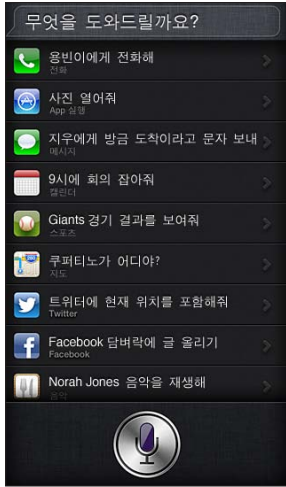 무엇을 도와드릴까요?
용빈이에게 전화해
전화
사진 열어줘
App 실행
지우에게 방금 도착이라고 문자 보내
메시지
9시에 회의 잡아줘
캘린더
Giants 경기 결과를 보여줘
스포츠
쿠퍼티노가 어디야?
지도
트위터에 현재 위치를 포함해줘
Twitter
Facebook 담벼락에 글 올리기
Facebook
Norah Jones 음악을 재생해
음악